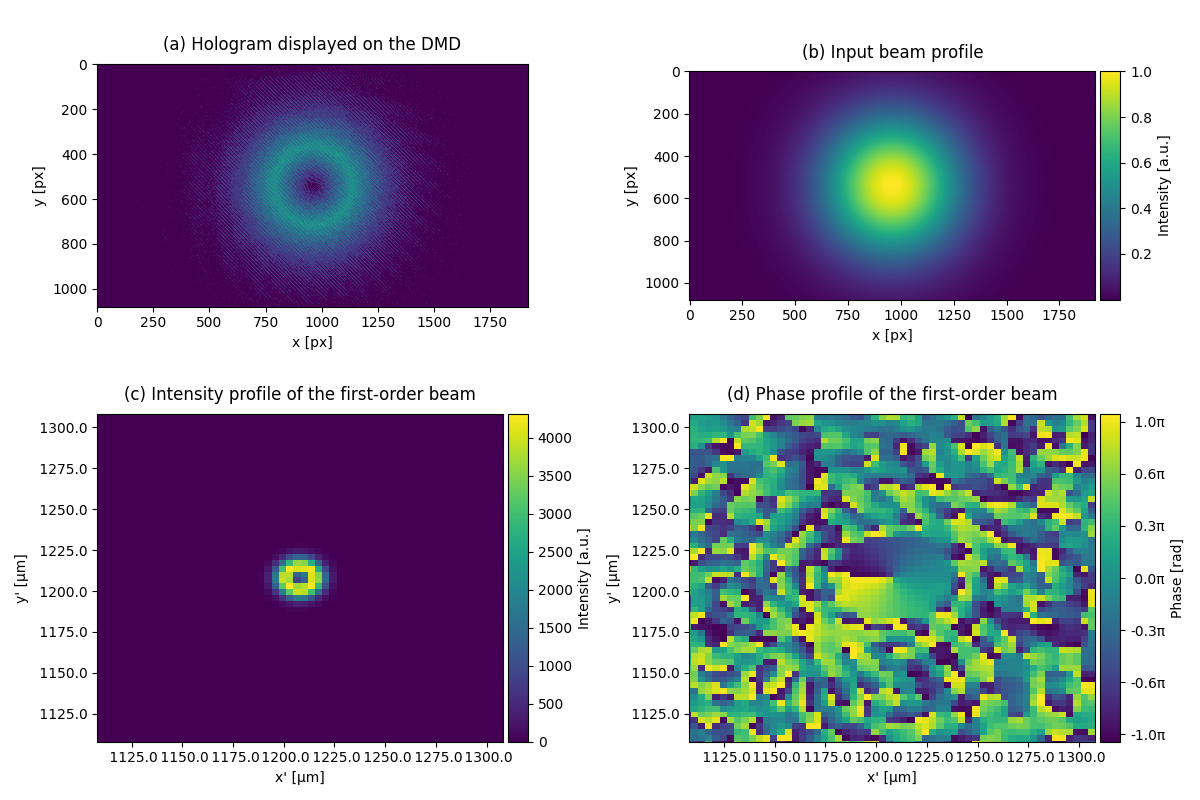 (a) Hologram displayed on the DMD
0
200
400
600
800
1000
y [px]
0 250 500 750 1000 1250 1500 1750
x [px]
(b) Input beam profile
0
200
400
600
800
1000
y [px]
0 250 500 750 1000 1250 1500 1750
x [px]
1.0
0.8
0.6
0.4
0.2
Intensity [a.u.]
(c) Intensity profile of the first-order beam
1300.0
1275.0
1250.0
1225.0
1200.0
1175.0
1150.0
1125.0
y' [μm]
1125.0 1150.0 1175.0 1200.0 1225.0 1250.0 1275.0 1300.0
x' [μm]
4000
3500
3000
2500
2000
1500
1000
500
0
Intensity [a.u.]
(d) Phase profile of the first-order beam
1300.0
1275.0
1250.0
1225.0
1200.0
1175.0
1150.0
1125.0
y' [μm]
1125.0 1150.0 1175.0 1200.0 1225.0 1250.0 1275.0 1300.0
x' [μm]
1.0π
0.6π
0.3π
0.0π
-0.3π
-0.6π
-1.0π
Phase [rad]